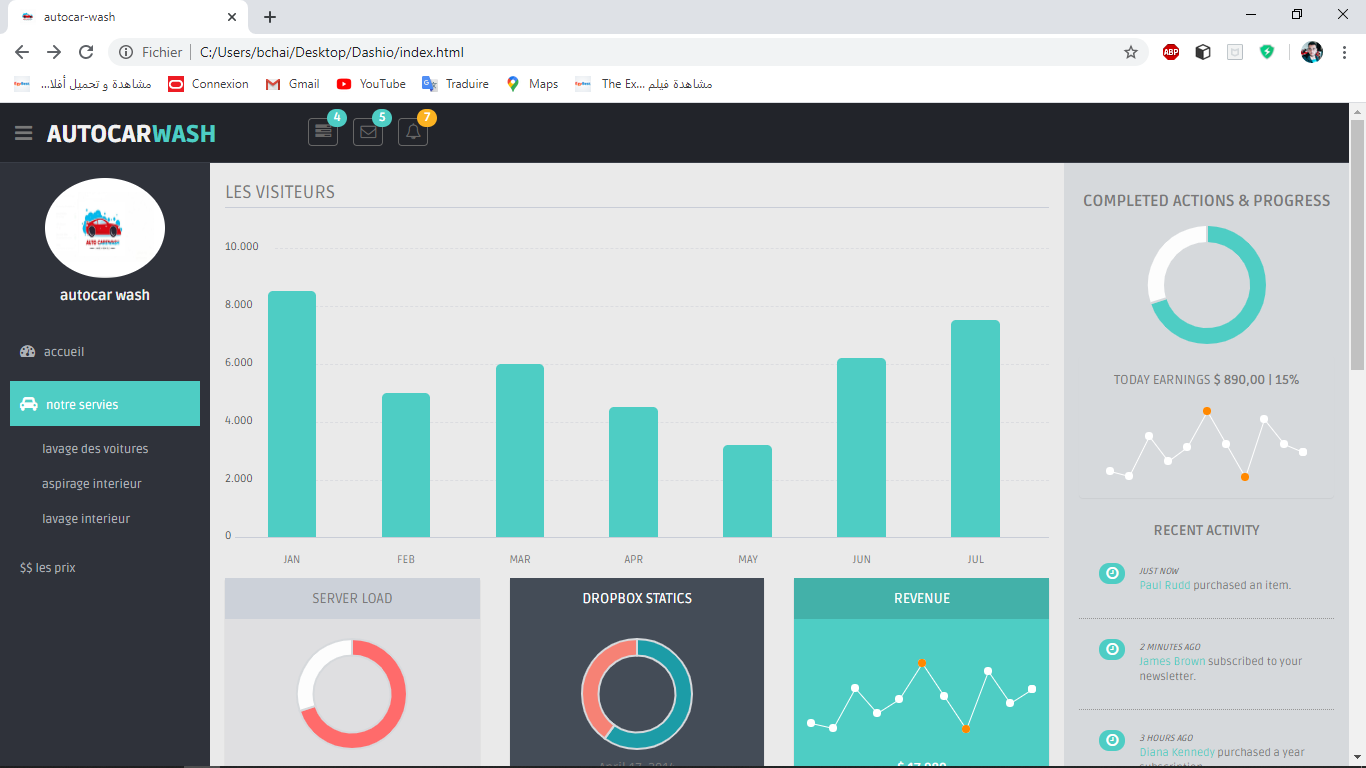 autocar-wash
Fichier
C:/Users/bchai/Desktop/Dashio/index.html
ABP
مشاهدة و تحميل أفلا...
Connexion
Gmail
YouTube
Traduire
Maps
The Ex... مشاهدة فيلم
AUTOCARWASH
4
5
7
AUTO CARWASH
autocar wash
accueil
notre servies
lavage des voitures
aspirage interieur
lavage interieur
$$ les prix
LES VISITEURS
10.000
8.000
6.000
4.000
2.000
0
JAN
FEB
MAR
APR
MAY
JUN
JUL
SERVER LOAD
DROPBOX STATICS
April 17, 2014
REVENUE
$ 17,980
COMPLETED ACTIONS & PROGRESS
TODAY EARNINGS $ 890,00 | 15%
RECENT ACTIVITY
JUST NOW
Paul Rudd purchased an item.
2 MINUTES AGO
James Brown subscribed to your
newsletter.
3 HOURS AGO
Diana Kennedy purchased a year
subscription.